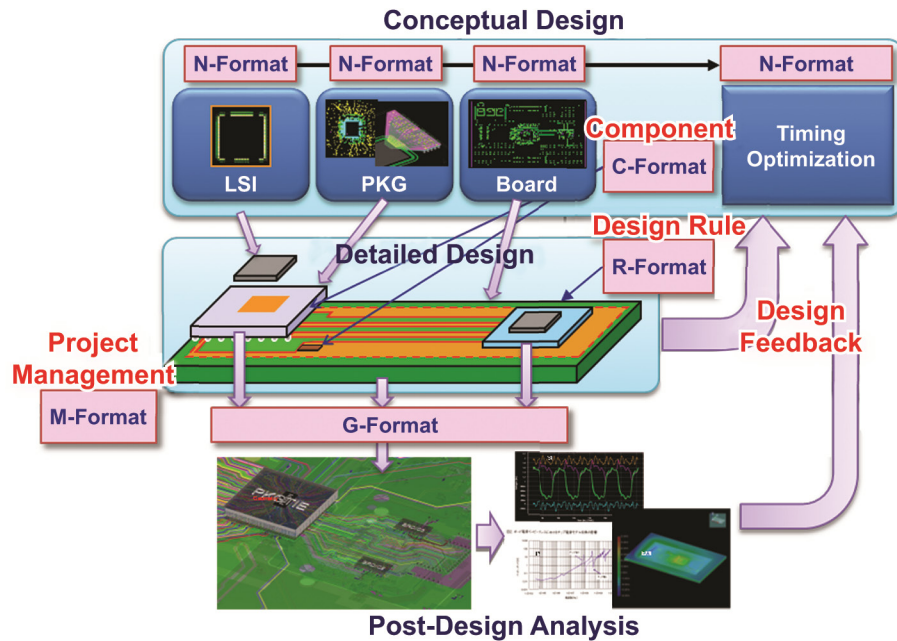 Conceptual Design
N-Format
N-Format
N-Format
N-Format
LSI
PKG
Board
Component
C-Format
Timing
Optimization
Design Rule
R-Format
Detailed Design
Design
Feedback
Project
Management
M-Format
G-Format
Post-Design Analysis